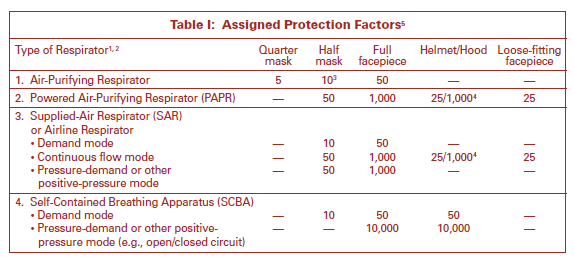 Table I: Assigned Protection Factors⁵
Type of Respirator¹,² Quarter mask Half mask Full facepiece Helmet/Hood Loose-fitting facepiece
1. Air-Purifying Respirator 5 10³ 50 — —
2. Powered Air-Purifying Respirator (PAPR) — 50 1,000 25/1,000⁴ 25
3. Supplied-Air Respirator (SAR)
or Airline Respirator
• Demand mode — 10 50 — —
• Continuous flow mode — 50 1,000 25/1,000⁴ 25
• Pressure-demand or other — 50 1,000 — —
positive-pressure mode
4. Self-Contained Breathing Apparatus (SCBA)
• Demand mode — 10 50 50 —
• Pressure-demand or other positive- — — 10,000 10,000 —
pressure mode (e.g., open/closed circuit)